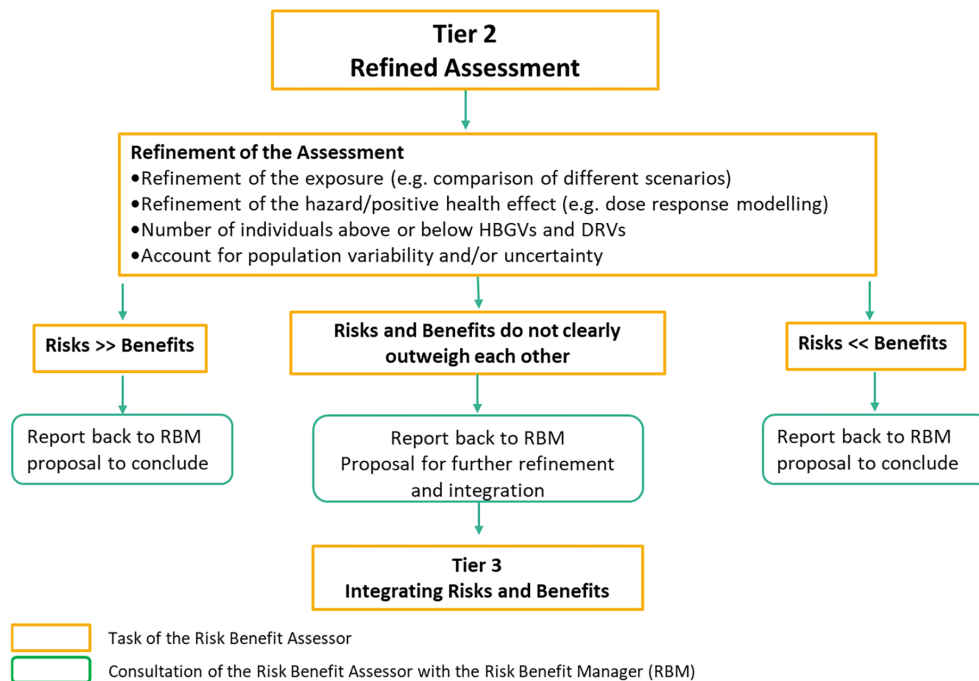 Tier 2
Refined Assessment
Refinement of the Assessment
•Refinement of the exposure (e.g. comparison of different scenarios)
•Refinement of the hazard/positive health effect (e.g. dose response modelling)
•Number of individuals above or below HBGVs and DRVs
•Account for population variability and/or uncertainty
Risks >> Benefits
Risks and Benefits do not clearly
outweigh each other
Risks << Benefits
Report back to RBM
proposal to conclude
Report back to RBM
Proposal for further refinement
and integration
Report back to RBM
proposal to conclude
Tier 3
Integrating Risks and Benefits
Task of the Risk Benefit Assessor
Consultation of the Risk Benefit Assessor with the Risk Benefit Manager (RBM)